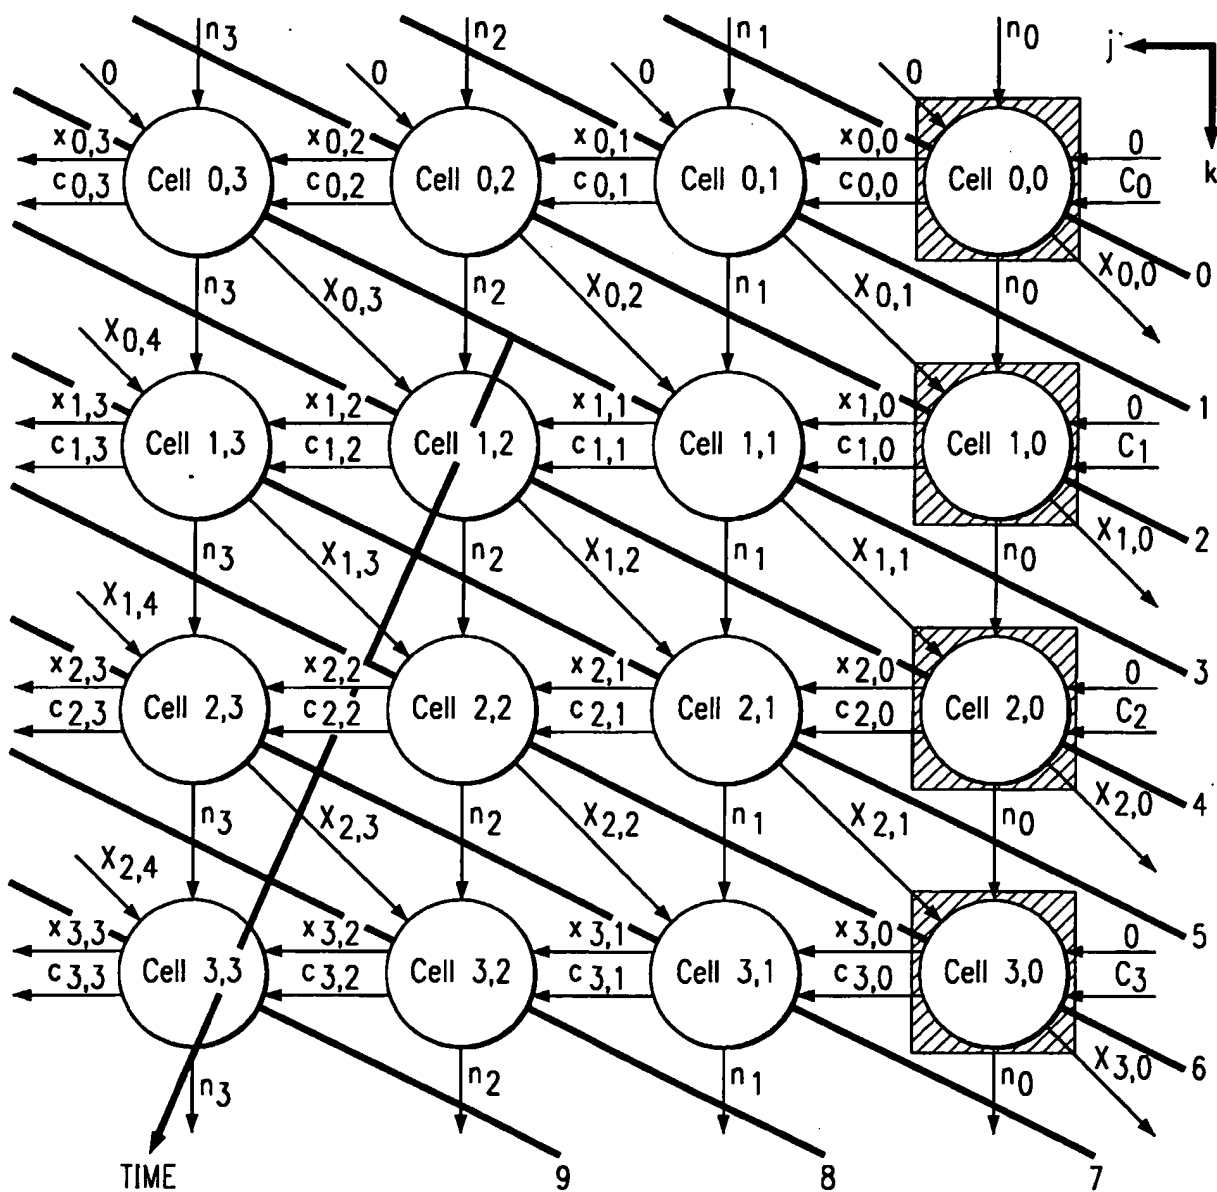 n3 n2 n1 n0 j
0 0 0 0
x0,3 x0,2 x0,1 x0,0 0
Cell 0,3 Cell 0,2 Cell 0,1 Cell 0,0
c0,3 c0,2 c0,1 c0,0 C0 k
n3 X0,3 n2 X0,2 n1 X0,1 n0 X0,0 0
X0,4
x1,3 x1,2 x1,1 x1,0 0 1
Cell 1,3 Cell 1,2 Cell 1,1 Cell 1,0
c1,3 c1,2 c1,1 c1,0 C1
n3 X1,3 n2 X1,2 n1 X1,1 n0 X1,0 2
X1,4
x2,3 x2,2 x2,1 x2,0 0 3
Cell 2,3 Cell 2,2 Cell 2,1 Cell 2,0
c2,3 c2,2 c2,1 c2,0 C2
n3 X2,3 n2 X2,2 n1 X2,1 n0 X2,0 4
X2,4
x3,3 x3,2 x3,1 x3,0 0 5
Cell 3,3 Cell 3,2 Cell 3,1 Cell 3,0
c3,3 c3,2 c3,1 c3,0 C3
n3 n2 n1 n0 X3,0 6
TIME 9 8 7